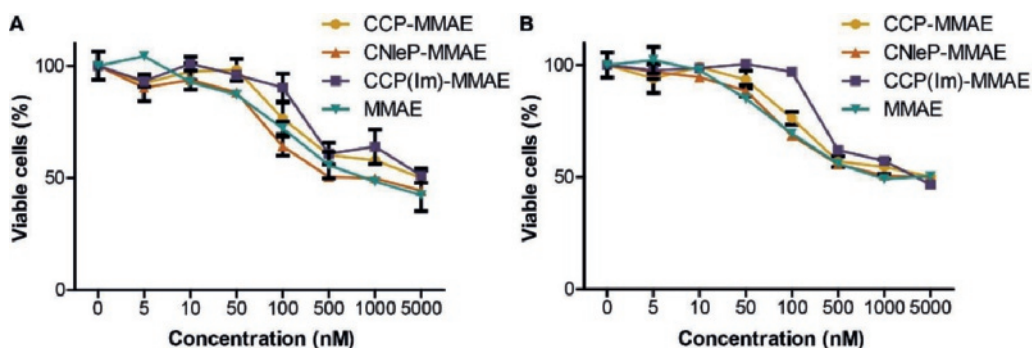 A
CCP-MMAE
CNleP-MMAE
CCP(Im)-MMAE
MMAE
Viable cells (%)
100
50
0
0 5 10 50 100 500 1000 5000
Concentration (nM)
B
CCP-MMAE
CNleP-MMAE
CCP(Im)-MMAE
MMAE
Viable cells (%)
100
50
0
0 5 10 50 100 500 1000 5000
Concentration (nM)